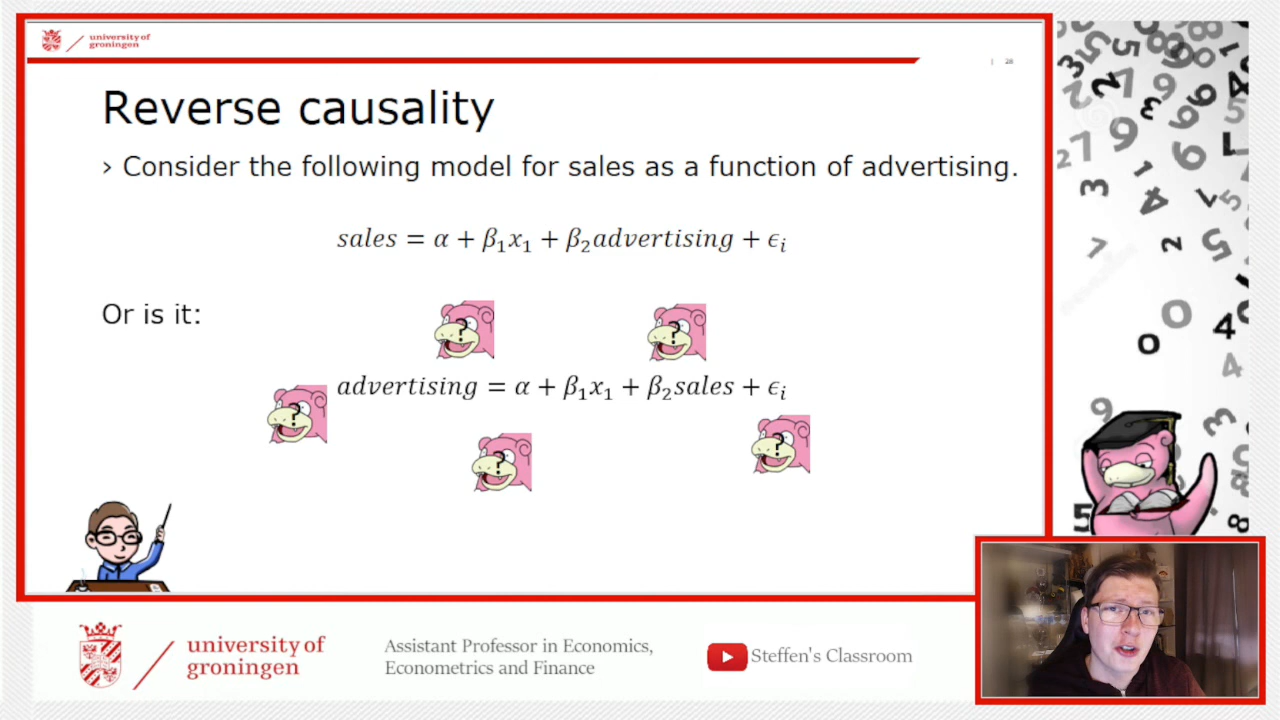 university of
groningen
| 28
Reverse causality
› Consider the following model for sales as a function of advertising.
sales = α + β₁x₁ + β₂advertising + ϵᵢ
Or is it:
?
?
advertising = α + β₁x₁ + β₂sales + ϵᵢ
?
?
?
university of
groningen
Assistant Professor in Economics,
Econometrics and Finance
Steffen's Classroom